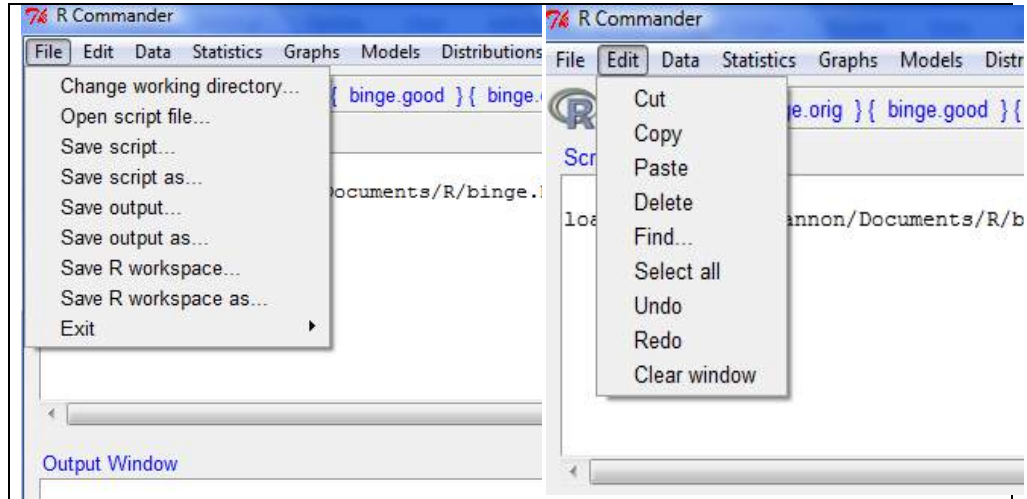 R Commander
File Edit Data Statistics Graphs Models Distributions
Change working directory...
{ binge.good } { binge.
Open script file...
Save script...
Save script as...
ocuments/R/binge.
Save output...
Save output as...
Save R workspace...
Save R workspace as...
Exit
Output Window
R Commander
File Edit Data Statistics Graphs Models Distr
Cut
e.orig } { binge.good } {
Copy
Scr
Paste
Delete
loa
annon/Documents/R/b
Find...
Select all
Undo
Redo
Clear window